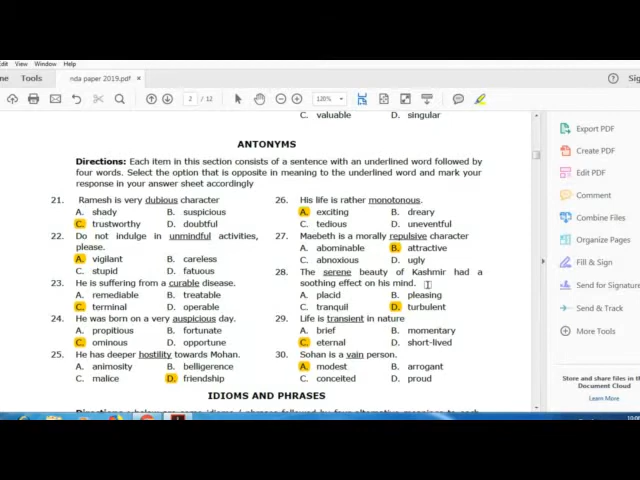 Edit View Window Help
me Tools nda paper 2019.pdf × Sig
2 / 12 120%
C. valuable D. singular
ANTONYMS
Directions: Each item in this section consists of a sentence with an underlined word followed by
four words. Select the option that is opposite in meaning to the underlined word and mark your
response in your answer sheet accordingly
21. Ramesh is very dubious character
A. shady B. suspicious
C. trustworthy D. doubtful
22. Do not indulge in unmindful activities,
please.
A. vigilant B. careless
C. stupid D. fatuous
23. He is suffering from a curable disease.
A. remediable B. treatable
C. terminal D. operable
24. He was born on a very auspicious day.
A. propitious B. fortunate
C. ominous D. opportune
25. He has deeper hostility towards Mohan.
A. animosity B. belligerence
C. malice D. friendship
26. His life is rather monotonous.
A. exciting B. dreary
C. tedious D. uneventful
27. Maebeth is a morally repulsive character
A. abominable B. attractive
C. abnoxious D. ugly
28. The serene beauty of Kashmir had a
soothing effect on his mind.
A. placid B. pleasing
C. tranquil D. turbulent
29. Life is transient in nature
A. brief B. momentary
C. eternal D. short-lived
30. Sohan is a vain person.
A. modest B. arrogant
C. conceited D. proud
IDIOMS AND PHRASES
Export PDF
Create PDF
Edit PDF
Comment
Combine Files
Organize Pages
Fill & Sign
Send for Signature
Send & Track
More Tools
Store and share files in the
Document Cloud
Learn More